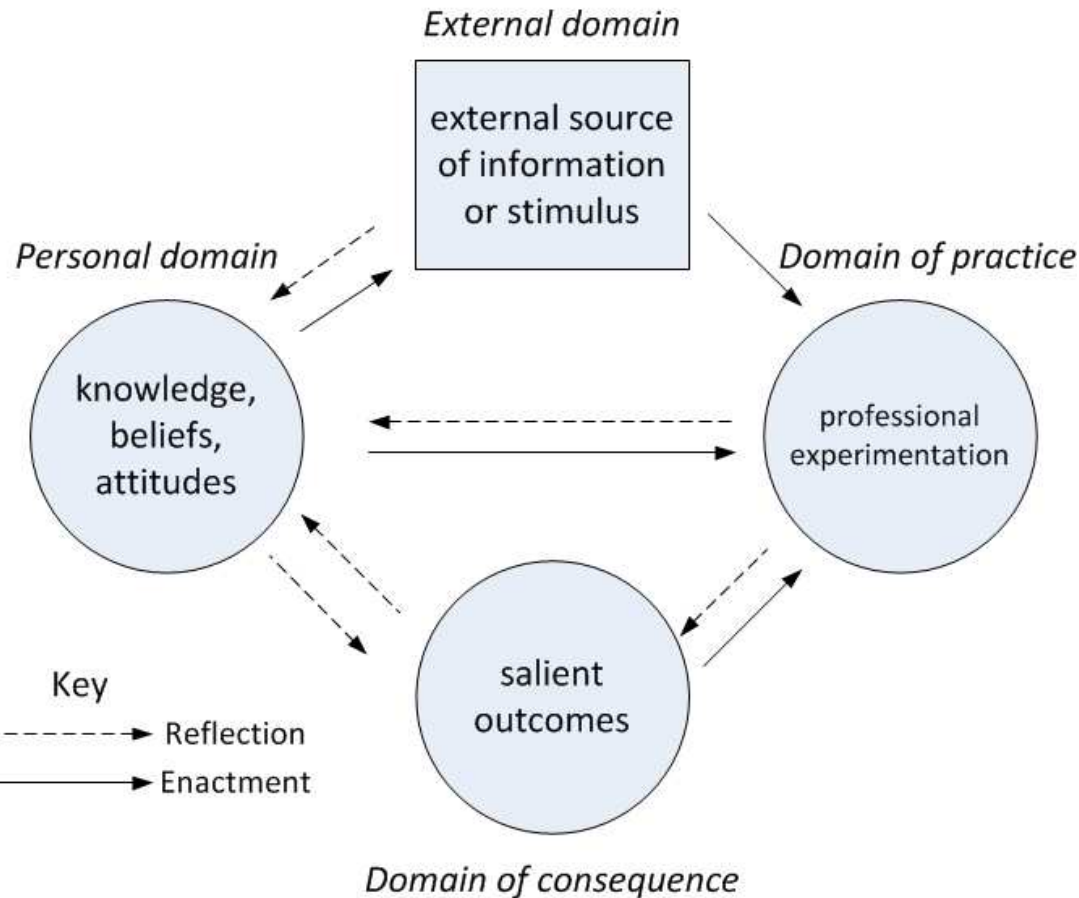 External domain
external source
of information
or stimulus
Personal domain
Domain of practice
knowledge,
beliefs,
attitudes
professional
experimentation
salient
outcomes
Key
Reflection
Enactment
Domain of consequence